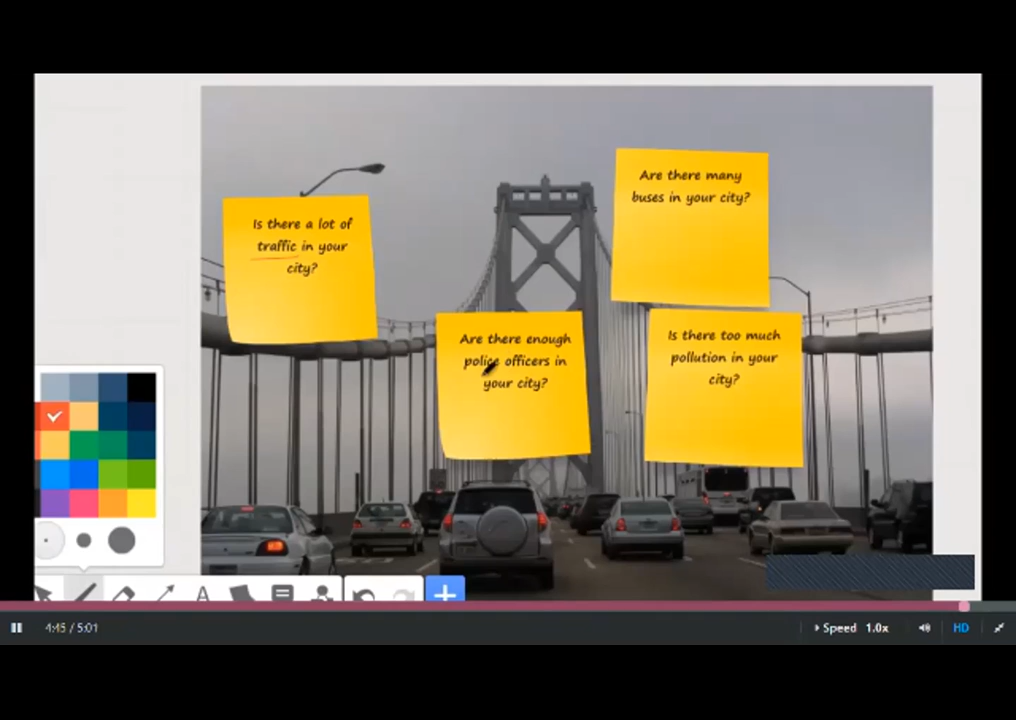 Are there many
buses in your city?
Is there a lot of
traffic in your
city?
Are there enough
police officers in
your city?
Is there too much
pollution in your
city?
A
4:45 / 5:01
Speed 1.0x
HD